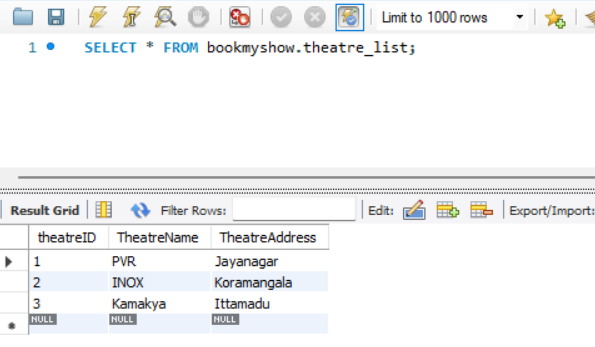 Limit to 1000 rows
1 SELECT * FROM bookmyshow.theatre_list;
Result Grid Filter Rows: Edit: Export/Import:
theatreID TheatreName TheatreAddress
1 PVR Jayanagar
2 INOX Koramangala
3 Kamakya Ittamadu
NULL NULL NULL